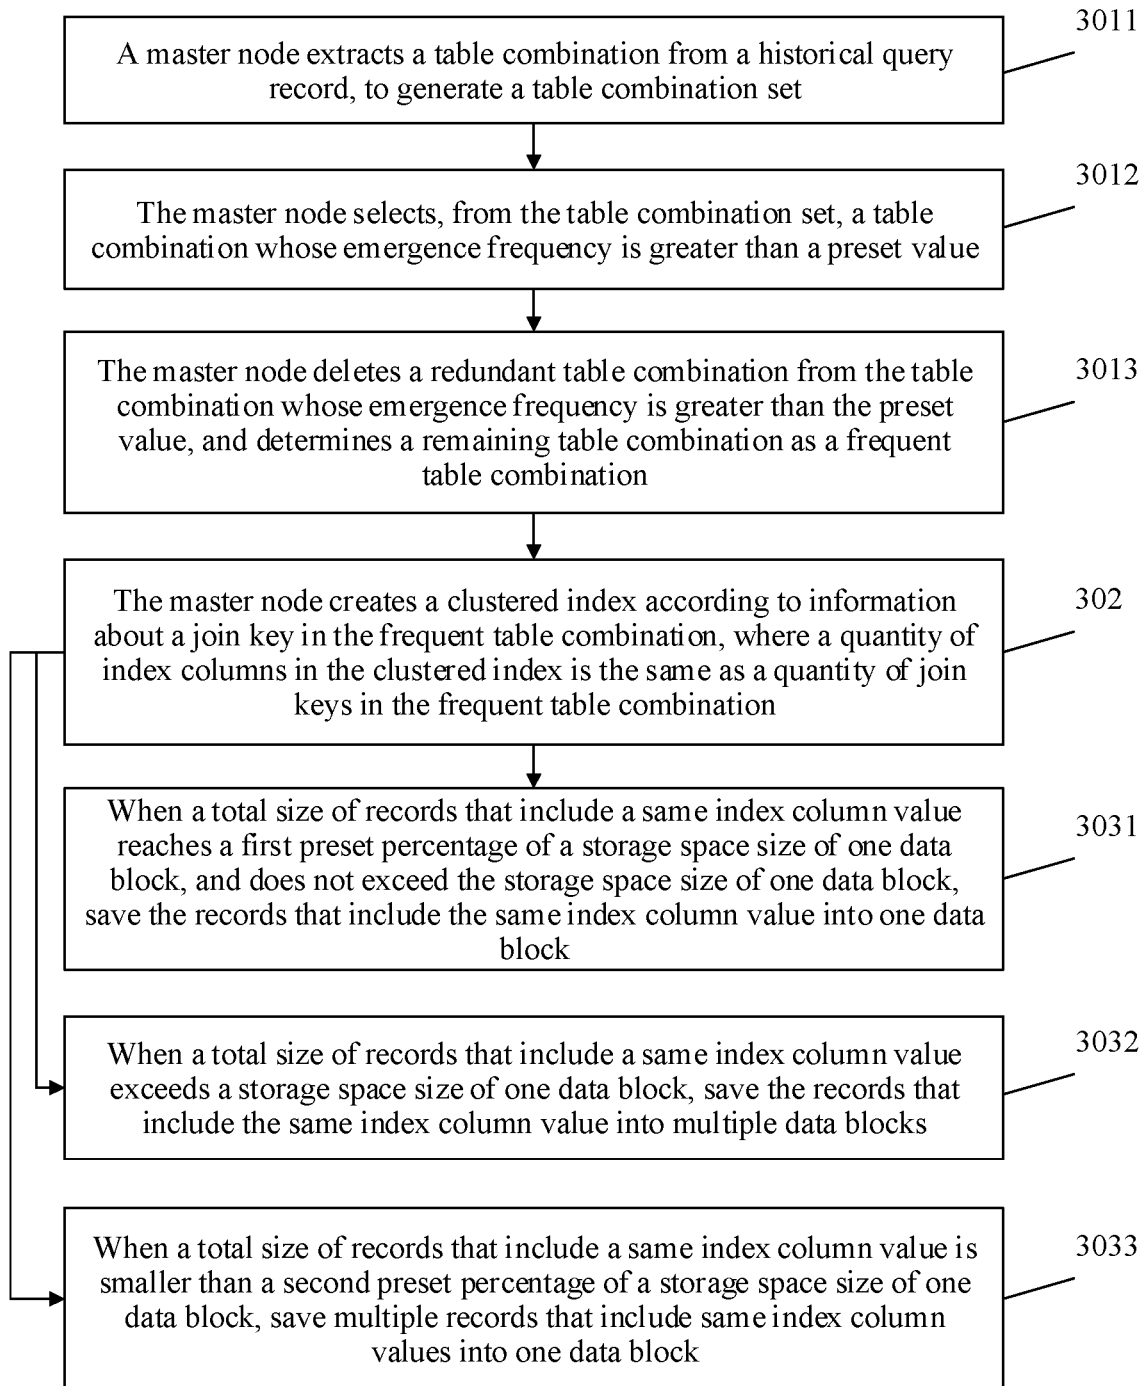 3011
A master node extracts a table combination from a historical query
record, to generate a table combination set
3012
The master node selects, from the table combination set, a table
combination whose emergence frequency is greater than a preset value
3013
The master node deletes a redundant table combination from the table
combination whose emergence frequency is greater than the preset
value, and determines a remaining table combination as a frequent
table combination
302
The master node creates a clustered index according to information
about a join key in the frequent table combination, where a quantity of
index columns in the clustered index is the same as a quantity of join
keys in the frequent table combination
3031
When a total size of records that include a same index column value
reaches a first preset percentage of a storage space size of one data
block, and does not exceed the storage space size of one data block,
save the records that include the same index column value into one data
block
3032
When a total size of records that include a same index column value
exceeds a storage space size of one data block, save the records that
include the same index column value into multiple data blocks
3033
When a total size of records that include a same index column value is
smaller than a second preset percentage of a storage space size of one
data block, save multiple records that include same index column
values into one data block